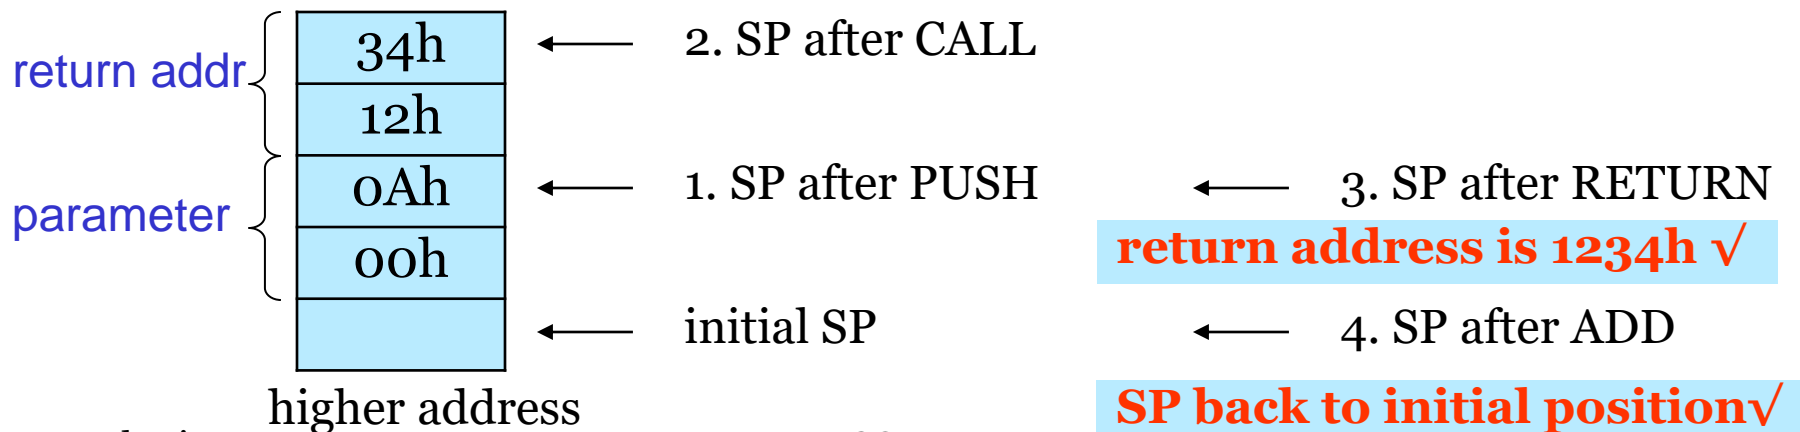 34h
2. SP after CALL
return addr
12h
0Ah
1. SP after PUSH
3. SP after RETURN
parameter
00h
return address is 1234h √
initial SP
4. SP after ADD
higher address
SP back to initial position√